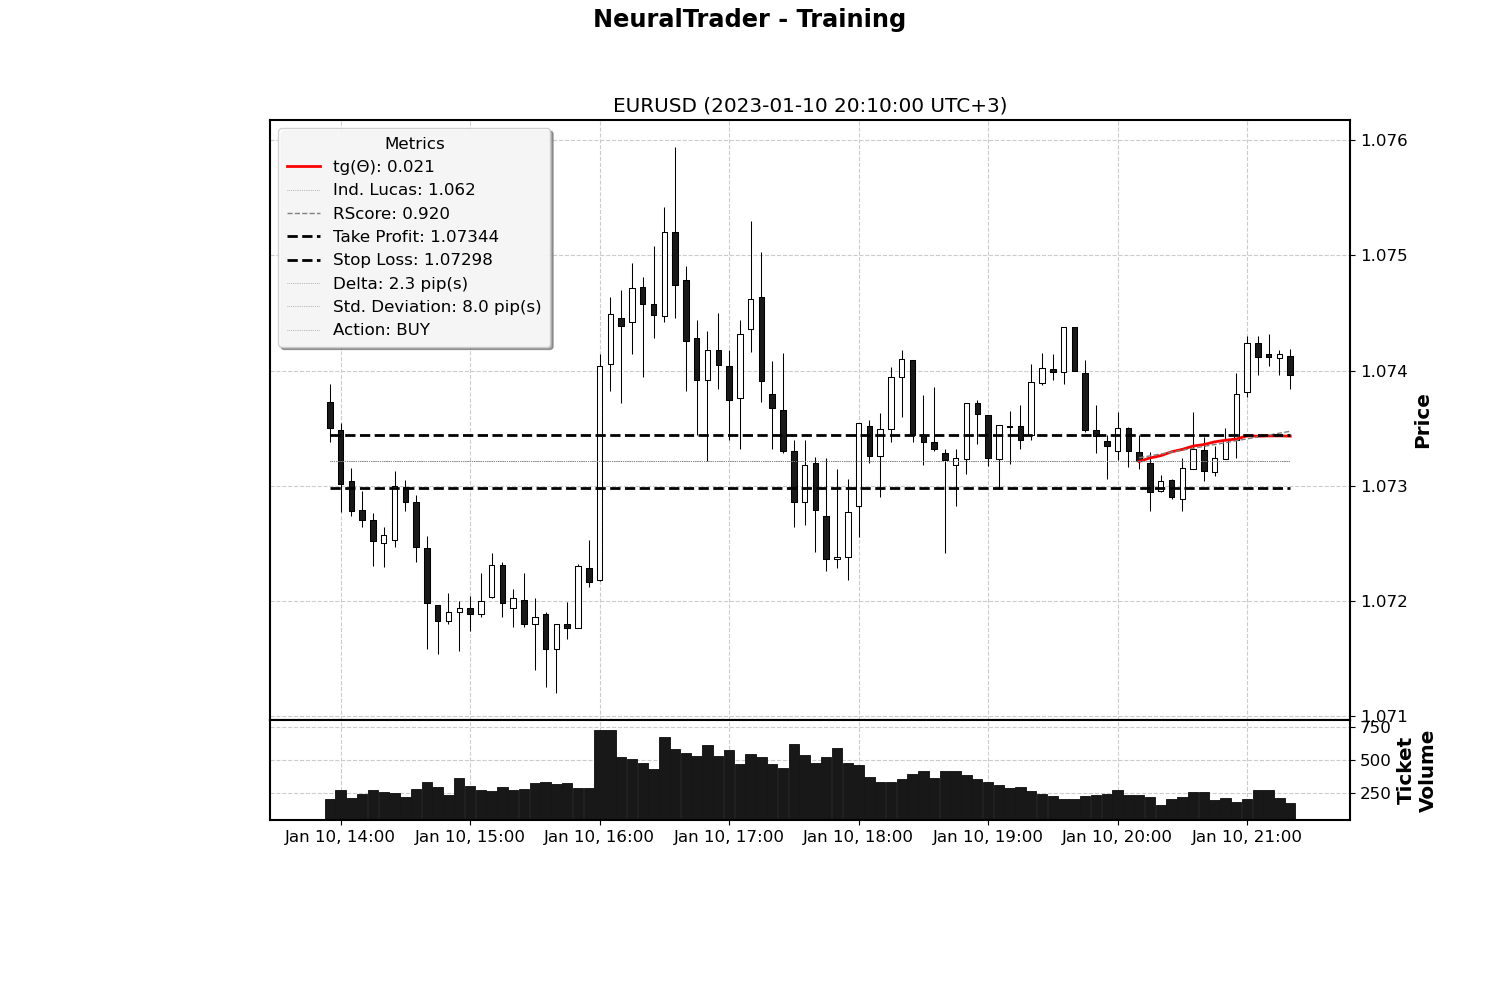 NeuralTrader - Training
EURUSD (2023-01-10 20:10:00 UTC+3)
Metrics
tg(Θ): 0.021
Ind. Lucas: 1.062
RScore: 0.920
Take Profit: 1.07344
Stop Loss: 1.07298
Delta: 2.3 pip(s)
Std. Deviation: 8.0 pip(s)
Action: BUY
1.076
1.075
1.074
1.073
1.072
1.071
Price
750
500
250
Ticket
Volume
Jan 10, 14:00
Jan 10, 15:00
Jan 10, 16:00
Jan 10, 17:00
Jan 10, 18:00
Jan 10, 19:00
Jan 10, 20:00
Jan 10, 21:00